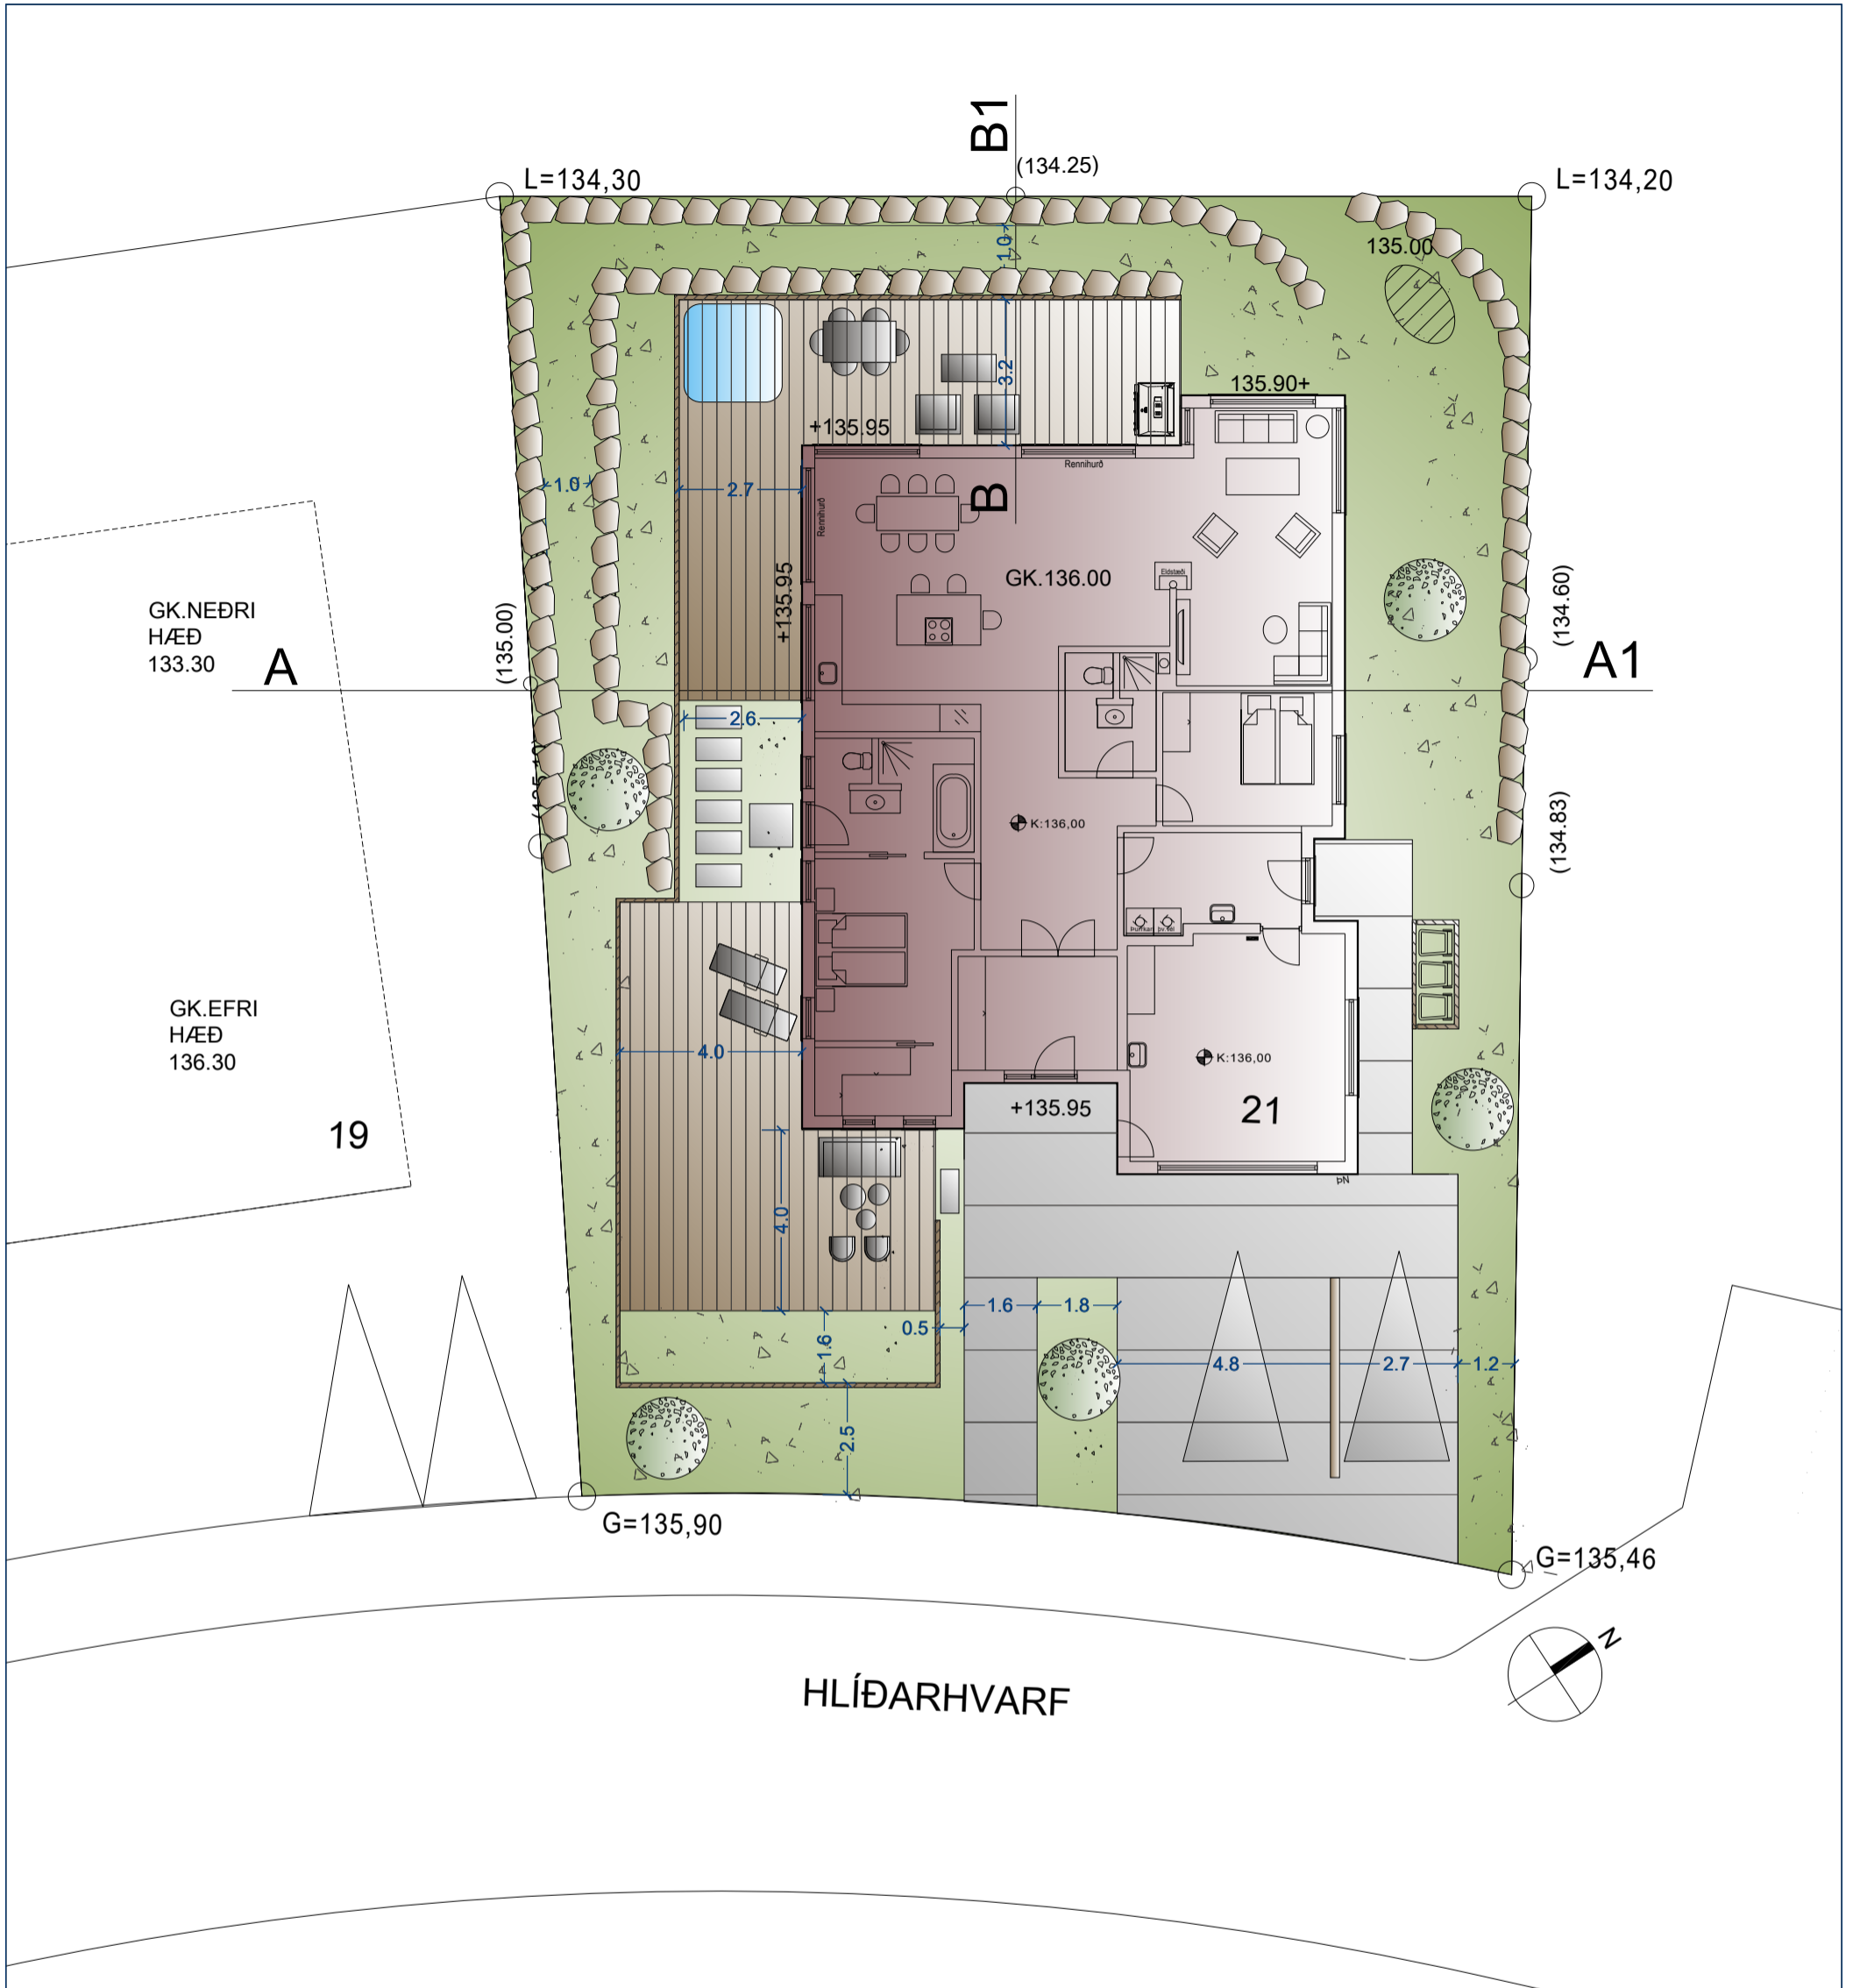 B1
(134.25)
L=134,30
L=134,20
1.0
135.00
3.2
135.90+
+135.95
Rennihurð
2.7
B
Rennihurð
1.0
GK.136.00
Eldstæði
+135.95
(134.60)
GK.NEÐRI
HÆÐ
133.30
(135.00)
A
A1
2.6
K:136,00
(134.83)
Þurrkari
Þv.vél
GK.EFRI
HÆÐ
136.30
4.0
K:136,00
+135.95
21
19
ÞN
4.0
1.6
1.8
0.5
1.6
4.8
2.7
1.2
2.5
G=135,90
G=135,46
N
HLÍÐARHVARF